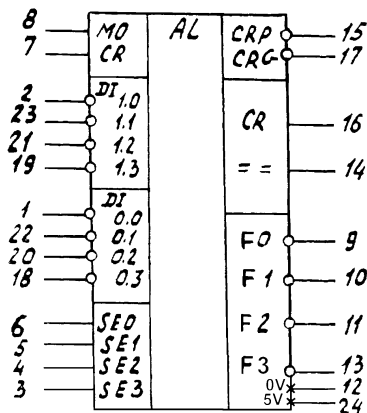 8 MO AL CRP 15
7 CR CRG 17
DI
2 1.0
23 1.1 CR 16
21 1.2
19 1.3 == 14
DI
1 0.0
22 0.1 F0 9
20 0.2
18 0.3 F1 10
6 SE0 F2 11
5 SE1
4 SE2 F3 13
3 SE3 0V 12
5V 24